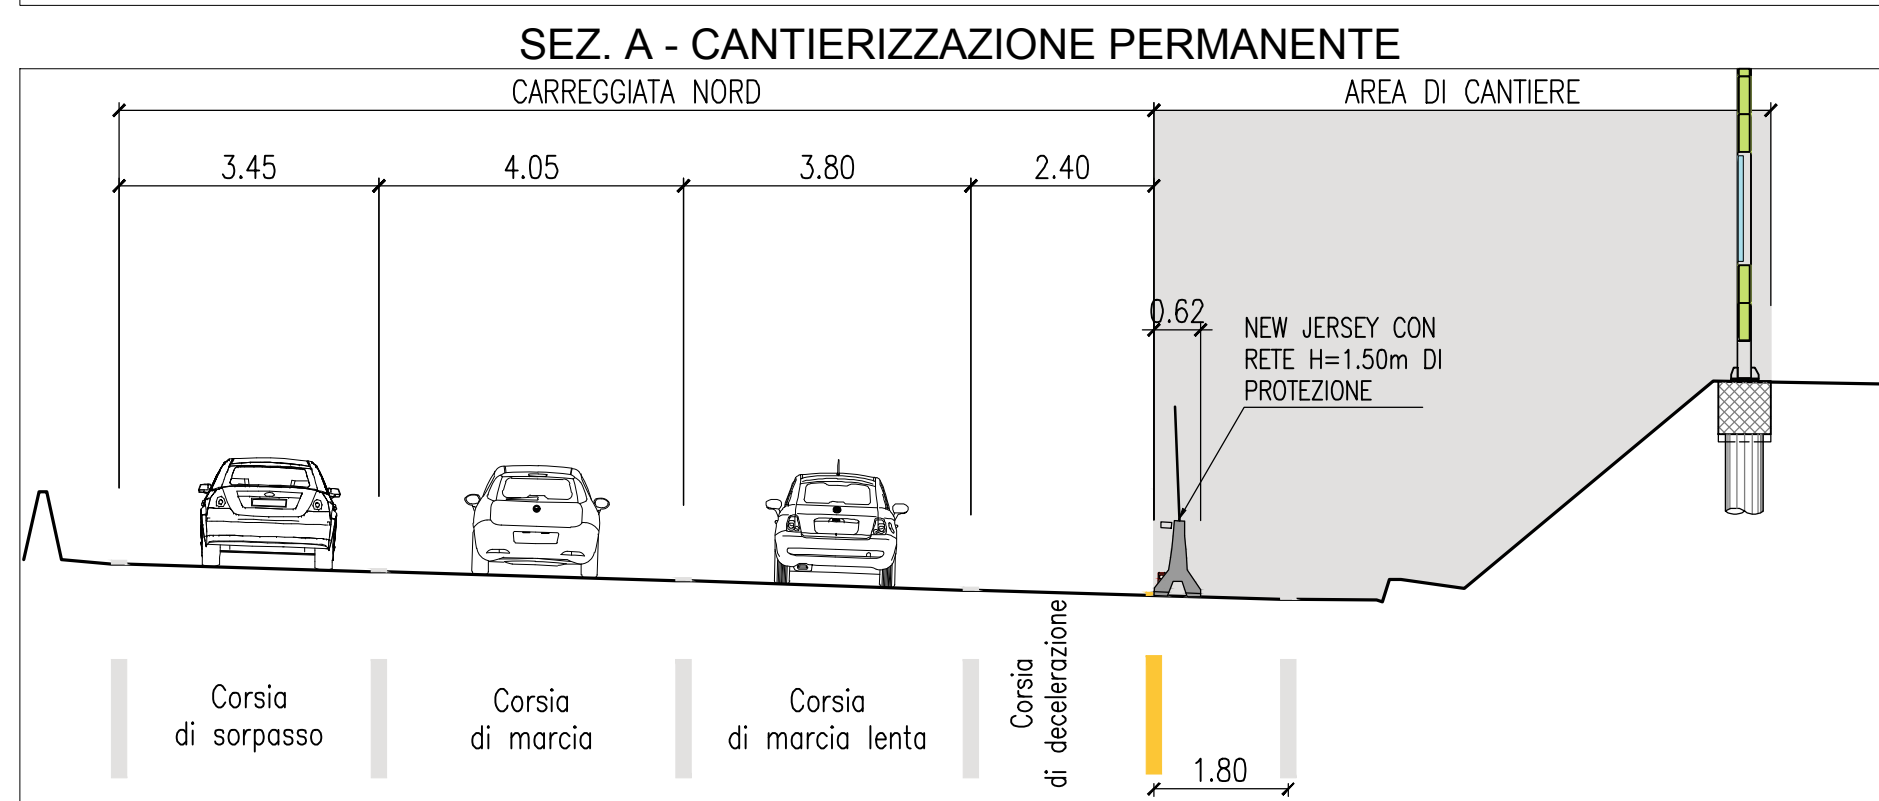 SEZ. A - CANTIERIZZAZIONE PERMANENTE
CARREGGIATA NORD
AREA DI CANTIERE
3.45
4.05
3.80
2.40
0.62
NEW JERSEY CON
RETE H=1.50m DI
PROTEZIONE
Corsia
di sorpasso
Corsia
di marcia
Corsia
di marcia lenta
Corsia
di decelerazione
1.80